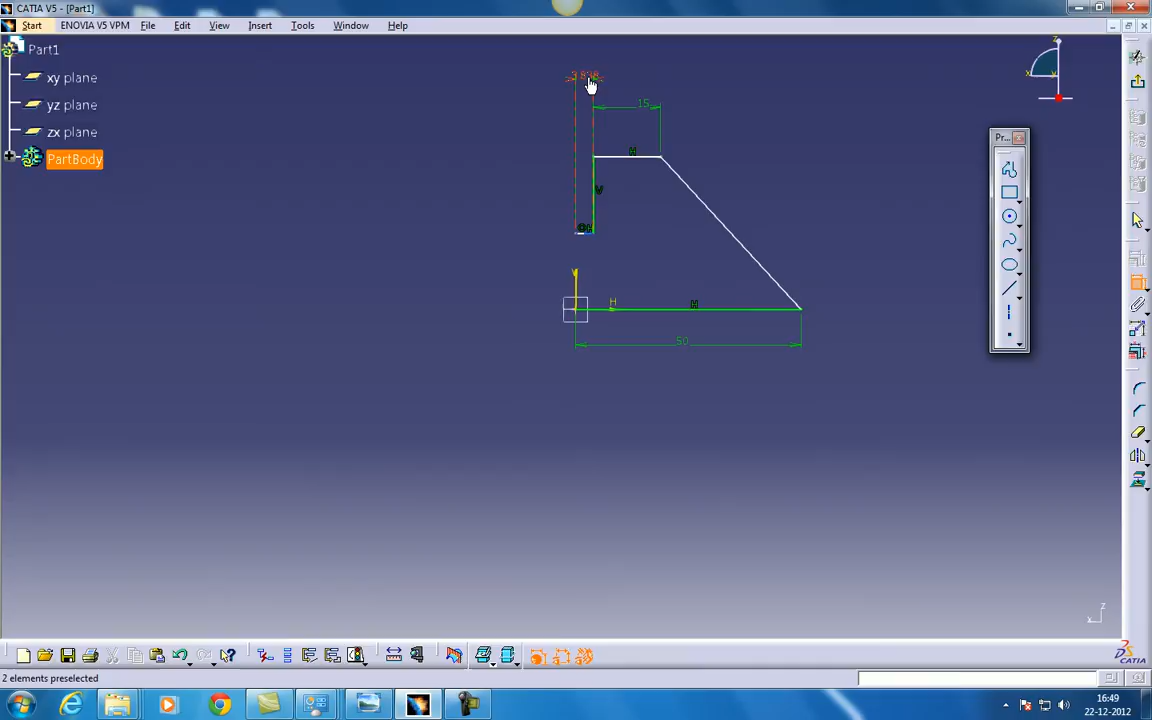 CATIA V5 - [Part1]
Start ENOVIA V5 VPM File Edit View Insert Tools Window Help
Part1
xy plane
yz plane
zx plane
PartBody
15
H
V
H
V
H
H
50
z
x
y
Pr...
z
x
CATIA
2 elements preselected
16:49
22-12-2012